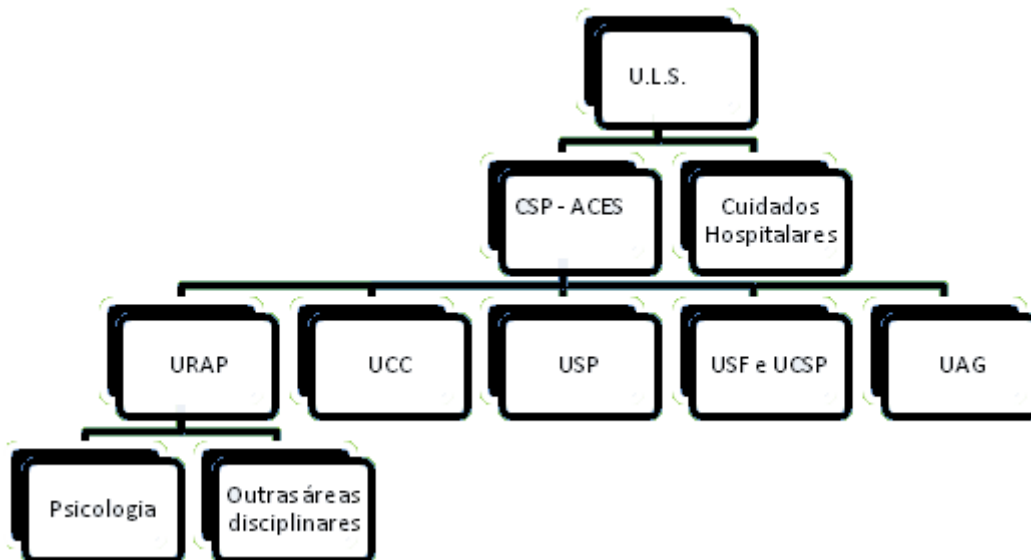 U.L.S.
CSP - ACES
Cuidados
Hospitalares
URAP
UCC
USP
USF e UCSP
UAG
Psicologia
Outras áreas
disciplinares